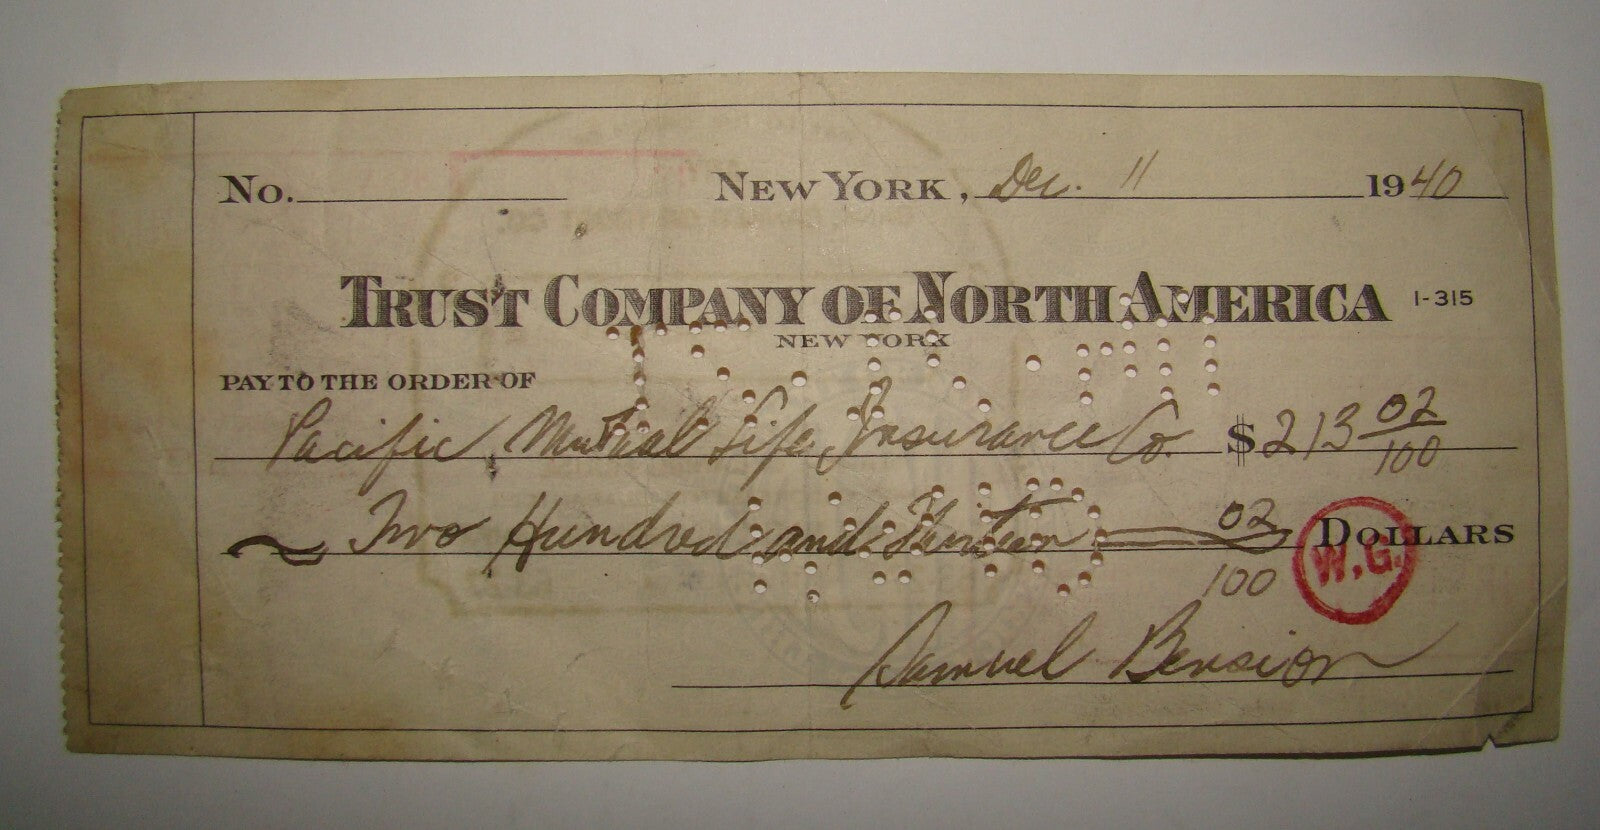 No. NEW YORK, Dec. 11 1940
TRUST COMPANY OF NORTH AMERICA 1-315
NEW YORK
PAY TO THE ORDER OF
Pacific Mutual Life Insurance Co. $ 213 02/100
Two Hundred and Thirteen 02/100 DOLLARS
W.G.
Samuel Bension